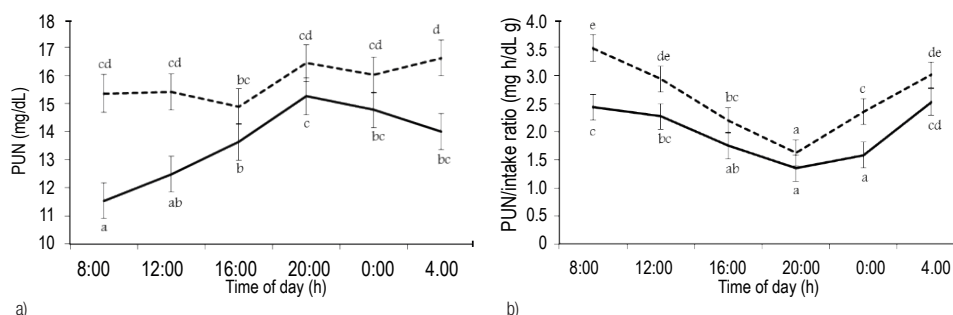 18
17
16
15
14
13
12
11
10
PUN (mg/dL)
cd
cd
bc
cd
cd
d
a
ab
b
c
bc
bc
8:00 12:00 16:00 20:00 0:00 4.00
Time of day (h)
a)
4.0
3.5
3.0
2.5
2.0
1.5
1.0
0.5
0
PUN/intake ratio (mg h/dL g)
e
de
bc
a
c
de
c
bc
ab
a
a
cd
8:00 12:00 16:00 20:00 0:00 4.00
Time of day (h)
b)